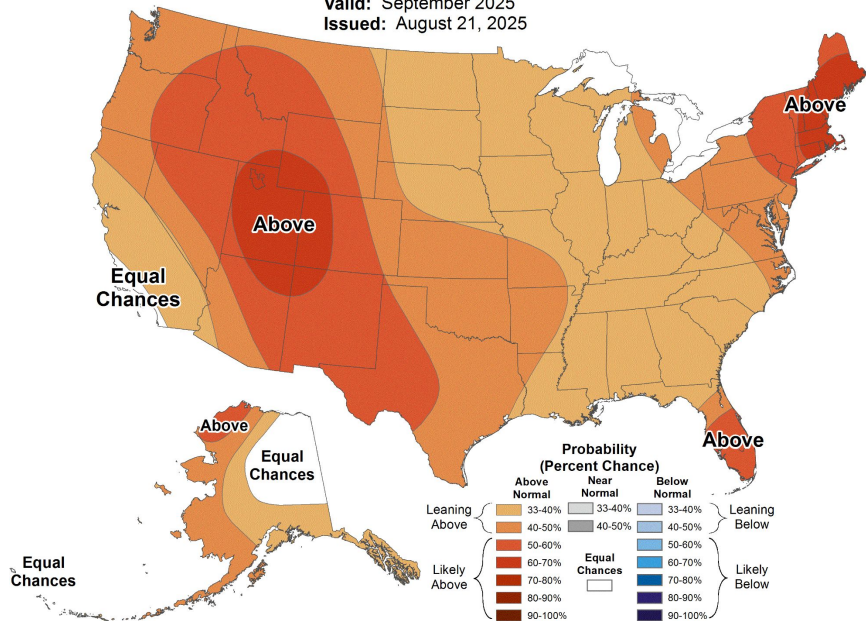 Valid: September 2025
Issued: August 21, 2025
Above
Above
Equal
Chances
Above
Above
Equal
Chances
Equal
Chances
Probability
(Percent Chance)
Above
Normal
Near
Normal
Below
Normal
Leaning
Above
33-40%
40-50%
33-40%
40-50%
33-40%
40-50%
Leaning
Below
Likely
Above
50-60%
60-70%
70-80%
80-90%
90-100%
Equal
Chances
50-60%
60-70%
70-80%
80-90%
90-100%
Likely
Below